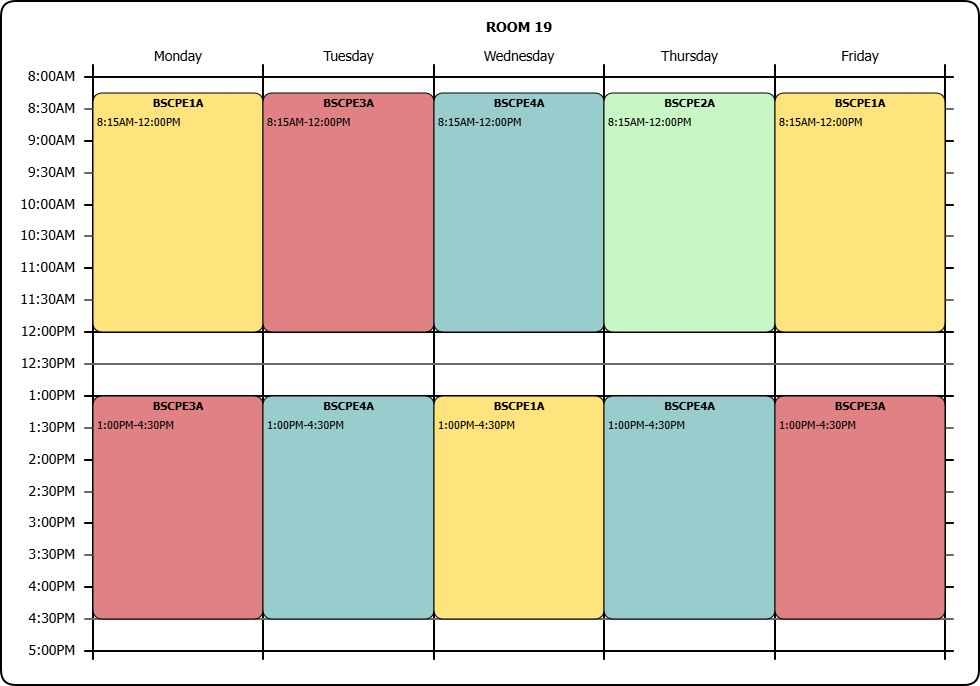 ROOM 19
Monday Tuesday Wednesday Thursday Friday
8:00AM
BSCPE1A BSCPE3A BSCPE4A BSCPE2A BSCPE1A
8:30AM
8:15AM-12:00PM 8:15AM-12:00PM 8:15AM-12:00PM 8:15AM-12:00PM 8:15AM-12:00PM
9:00AM
9:30AM
10:00AM
10:30AM
11:00AM
11:30AM
12:00PM
12:30PM
1:00PM
BSCPE3A BSCPE4A BSCPE1A BSCPE4A BSCPE3A
1:00PM-4:30PM 1:00PM-4:30PM 1:00PM-4:30PM 1:00PM-4:30PM 1:00PM-4:30PM
1:30PM
2:00PM
2:30PM
3:00PM
3:30PM
4:00PM
4:30PM
5:00PM